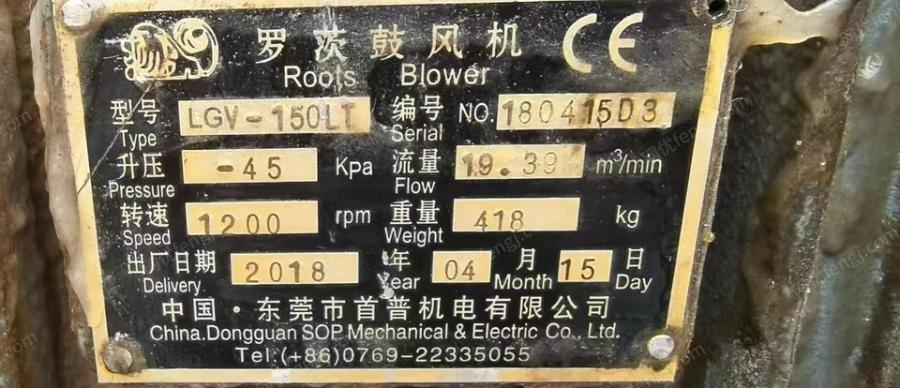 罗茨鼓风机 CE
Roots Blower
型号 LGV-150LT 编号 NO.180415D3
Type Serial
升压 -45 Kpa 流量 19.39 m³/min
Pressure Flow
转速 1200 rpm 重量 418 kg
Speed Weight
出厂日期 2018 年 04 月 15 日
Delivery Year Month Day
中国·东莞市首普机电有限公司
China.Dongguan SOP Mechanical & Electric Co., Ltd.
Tel:(+86)0769-22335055